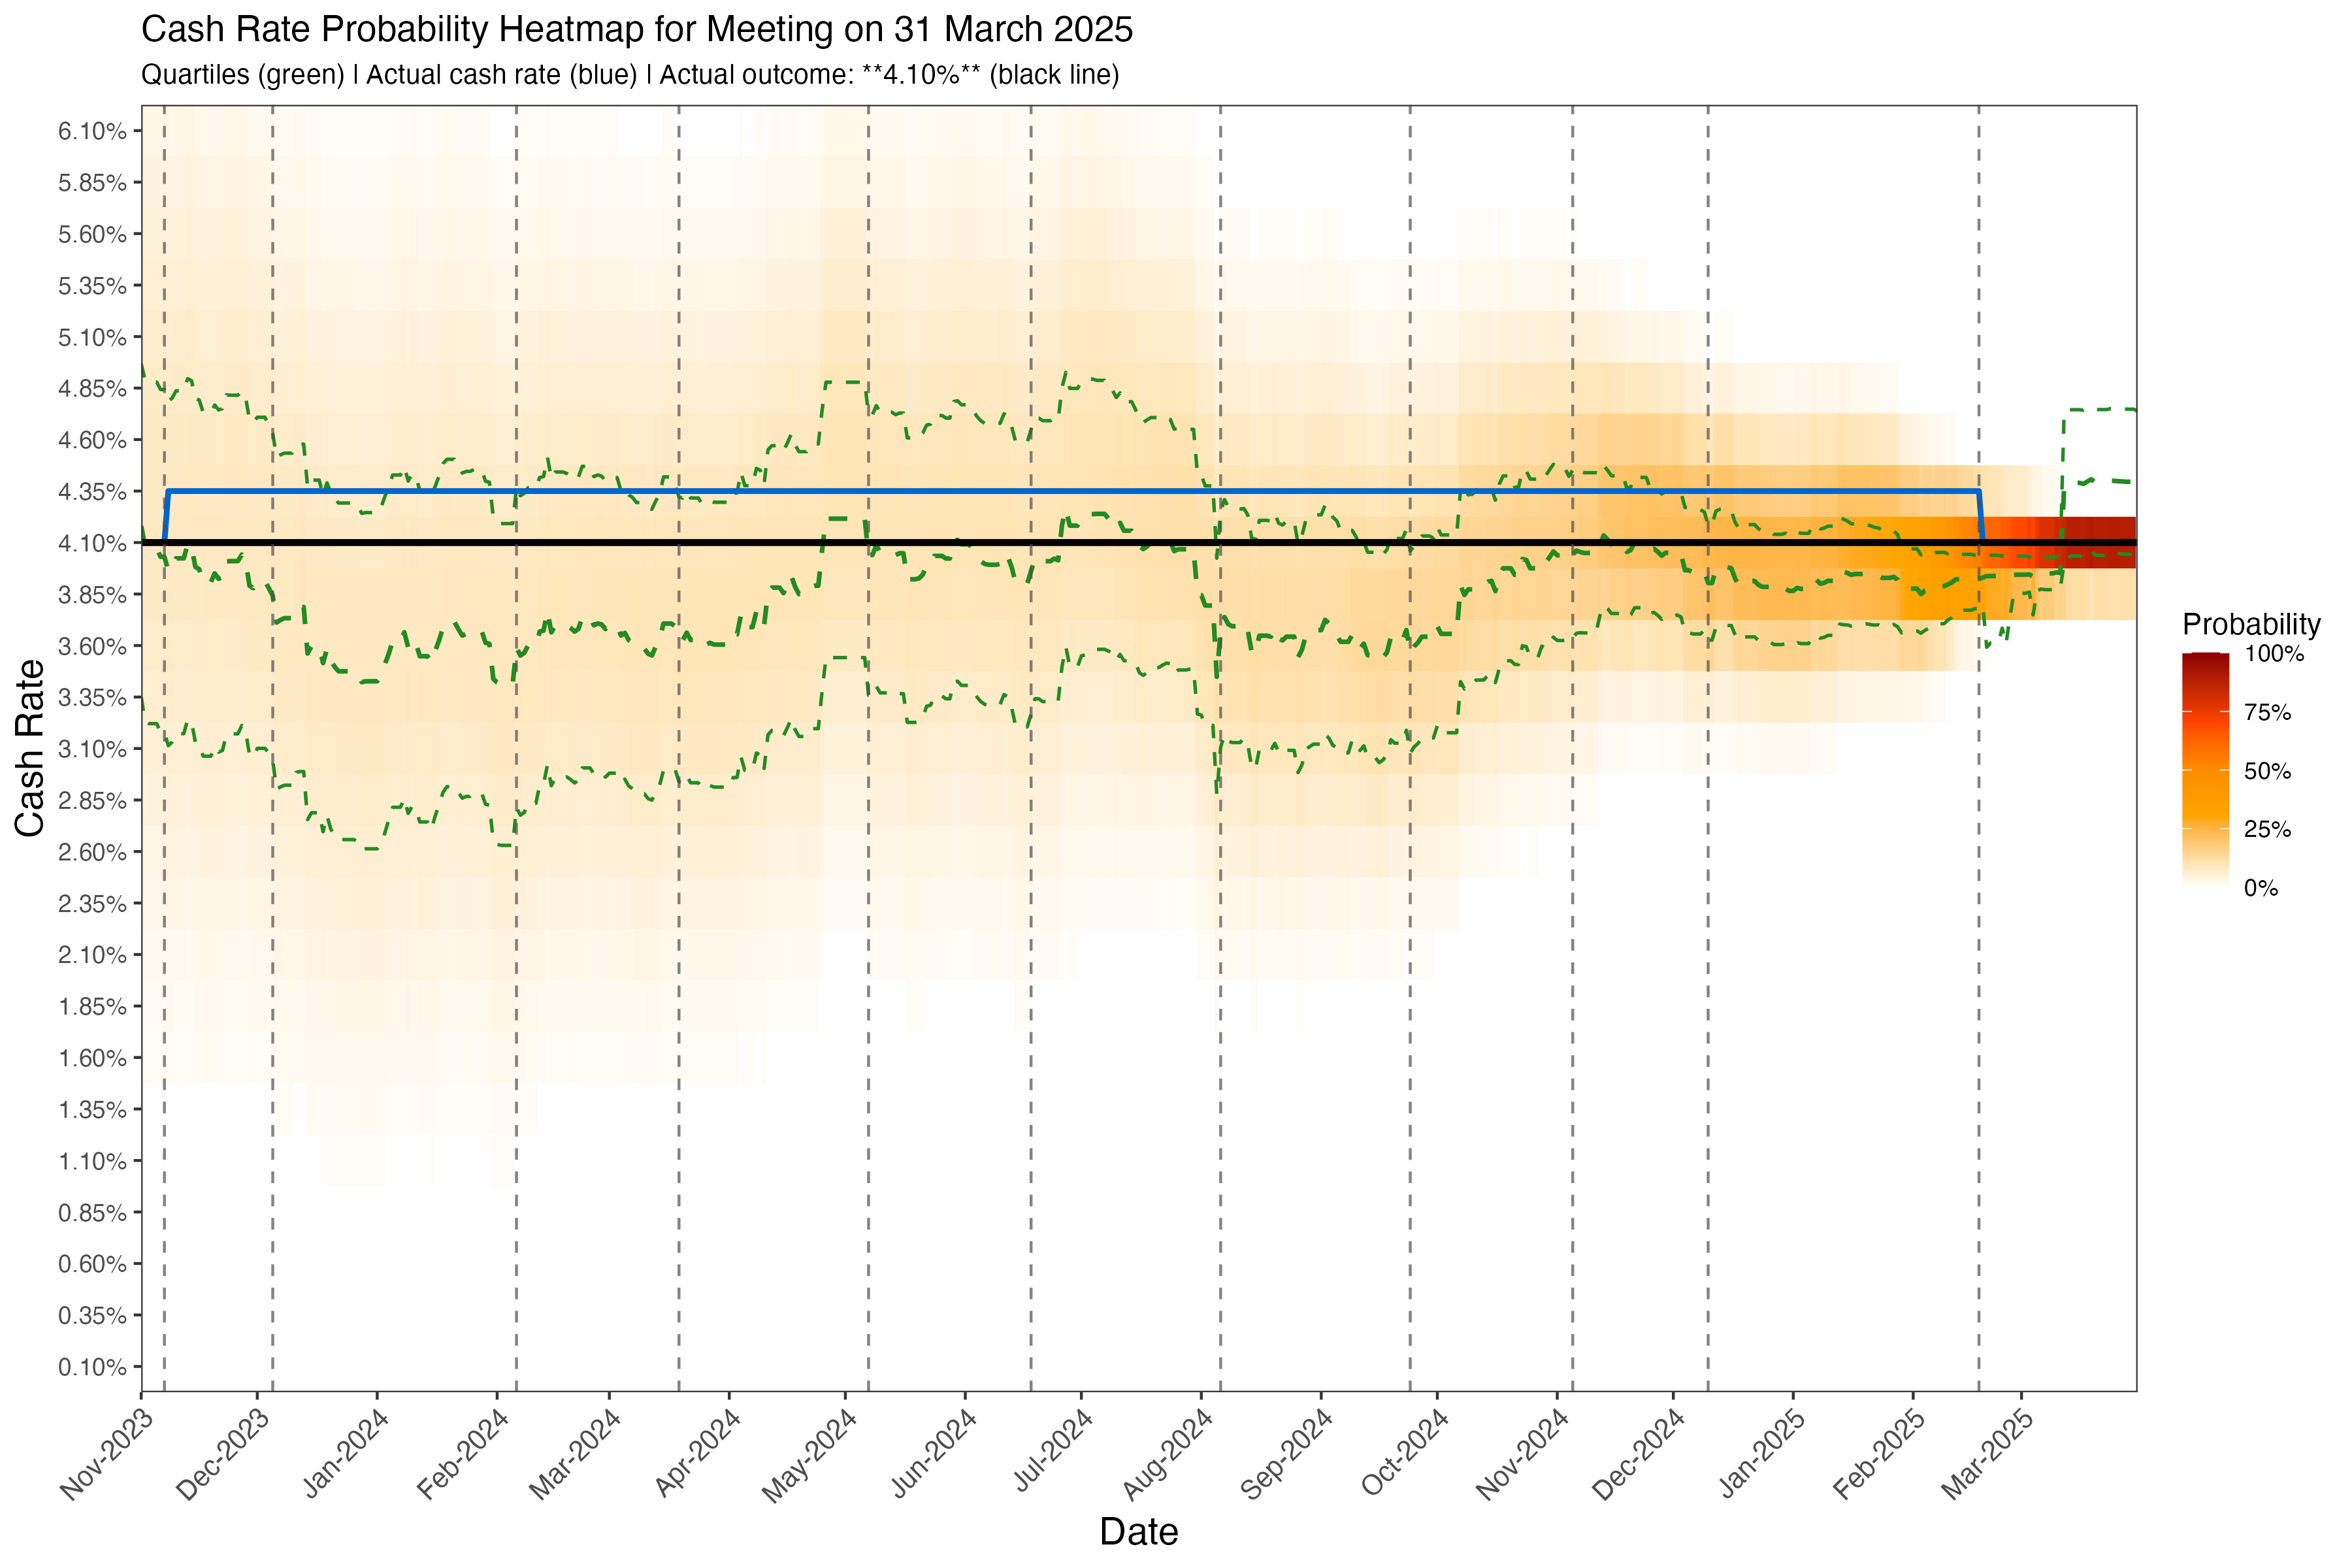 Cash Rate Probability Heatmap for Meeting on 31 March 2025
Quartiles (green) | Actual cash rate (blue) | Actual outcome: **4.10%** (black line)
Cash Rate
6.10%
5.85%
5.60%
5.35%
5.10%
4.85%
4.60%
4.35%
4.10%
3.85%
3.60%
3.35%
3.10%
2.85%
2.60%
2.35%
2.10%
1.85%
1.60%
1.35%
1.10%
0.85%
0.60%
0.35%
0.10%
Nov-2023
Dec-2023
Jan-2024
Feb-2024
Mar-2024
Apr-2024
May-2024
Jun-2024
Jul-2024
Aug-2024
Sep-2024
Oct-2024
Nov-2024
Dec-2024
Jan-2025
Feb-2025
Mar-2025
Date
Probability
100%
75%
50%
25%
0%